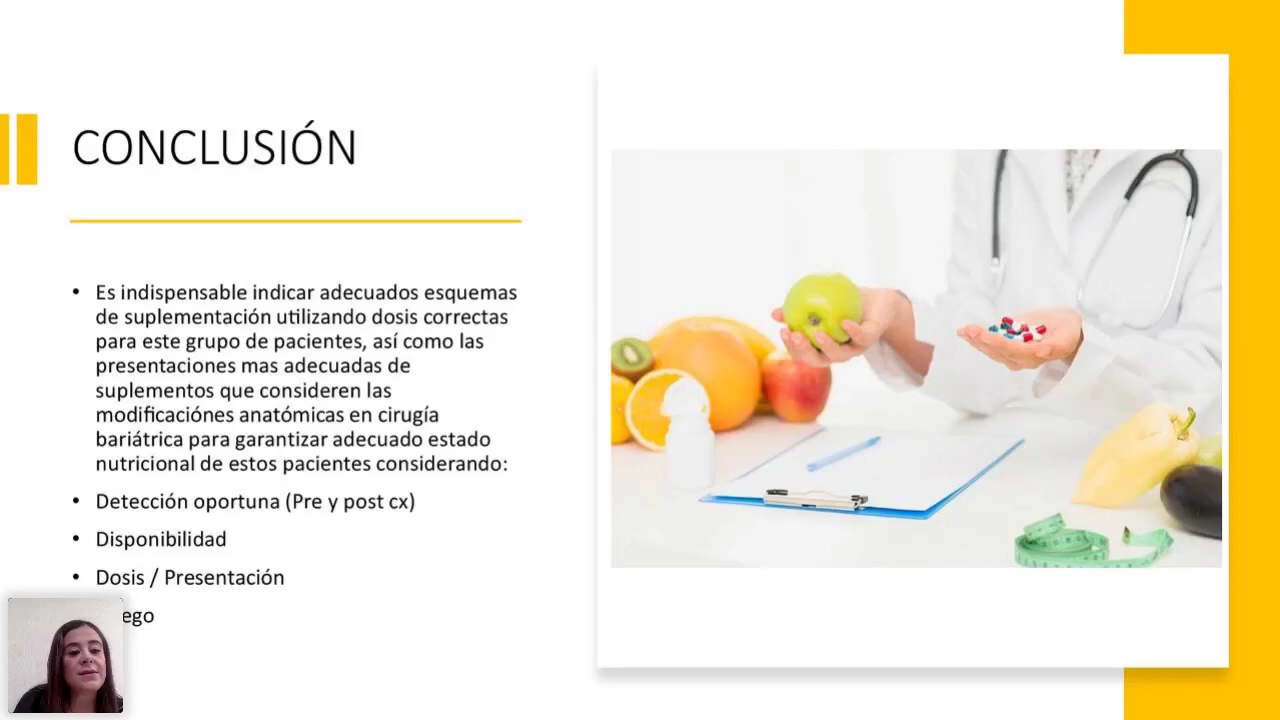 CONCLUSIÓN
• Es indispensable indicar adecuados esquemas
de suplementación utilizando dosis correctas
para este grupo de pacientes, así como las
presentaciones mas adecuadas de
suplementos que consideren las
modificaciónes anatómicas en cirugía
bariátrica para garantizar adecuado estado
nutricional de estos pacientes considerando:
• Detección oportuna (Pre y post cx)
• Disponibilidad
• Dosis / Presentación